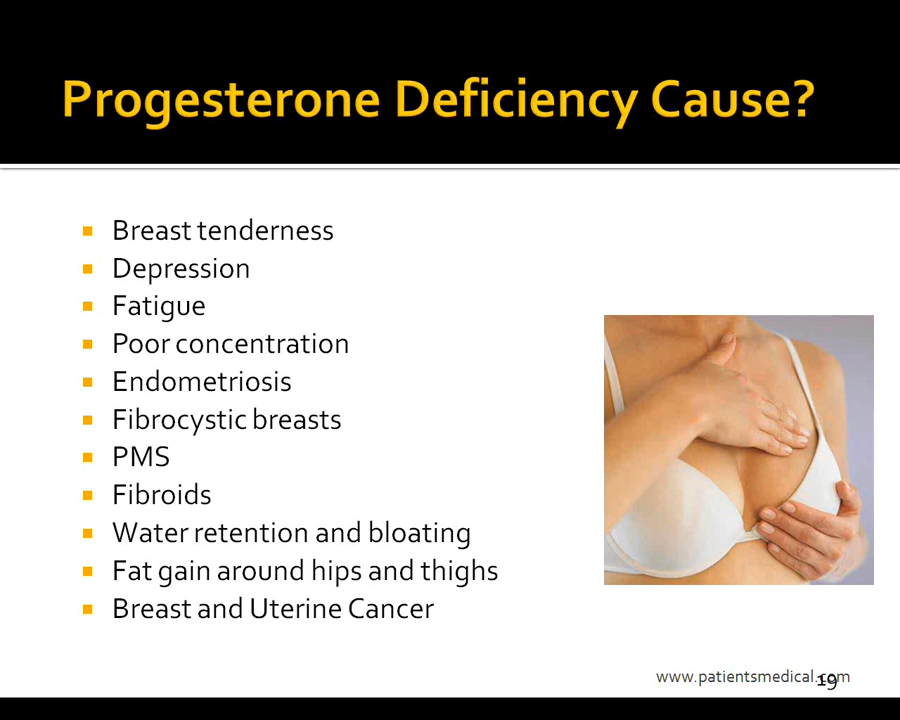 Progesterone Deficiency Cause?
Breast tenderness
Depression
Fatigue
Poor concentration
Endometriosis
Fibrocystic breasts
PMS
Fibroids
Water retention and bloating
Fat gain around hips and thighs
Breast and Uterine Cancer
www.patientsmedical.com
19